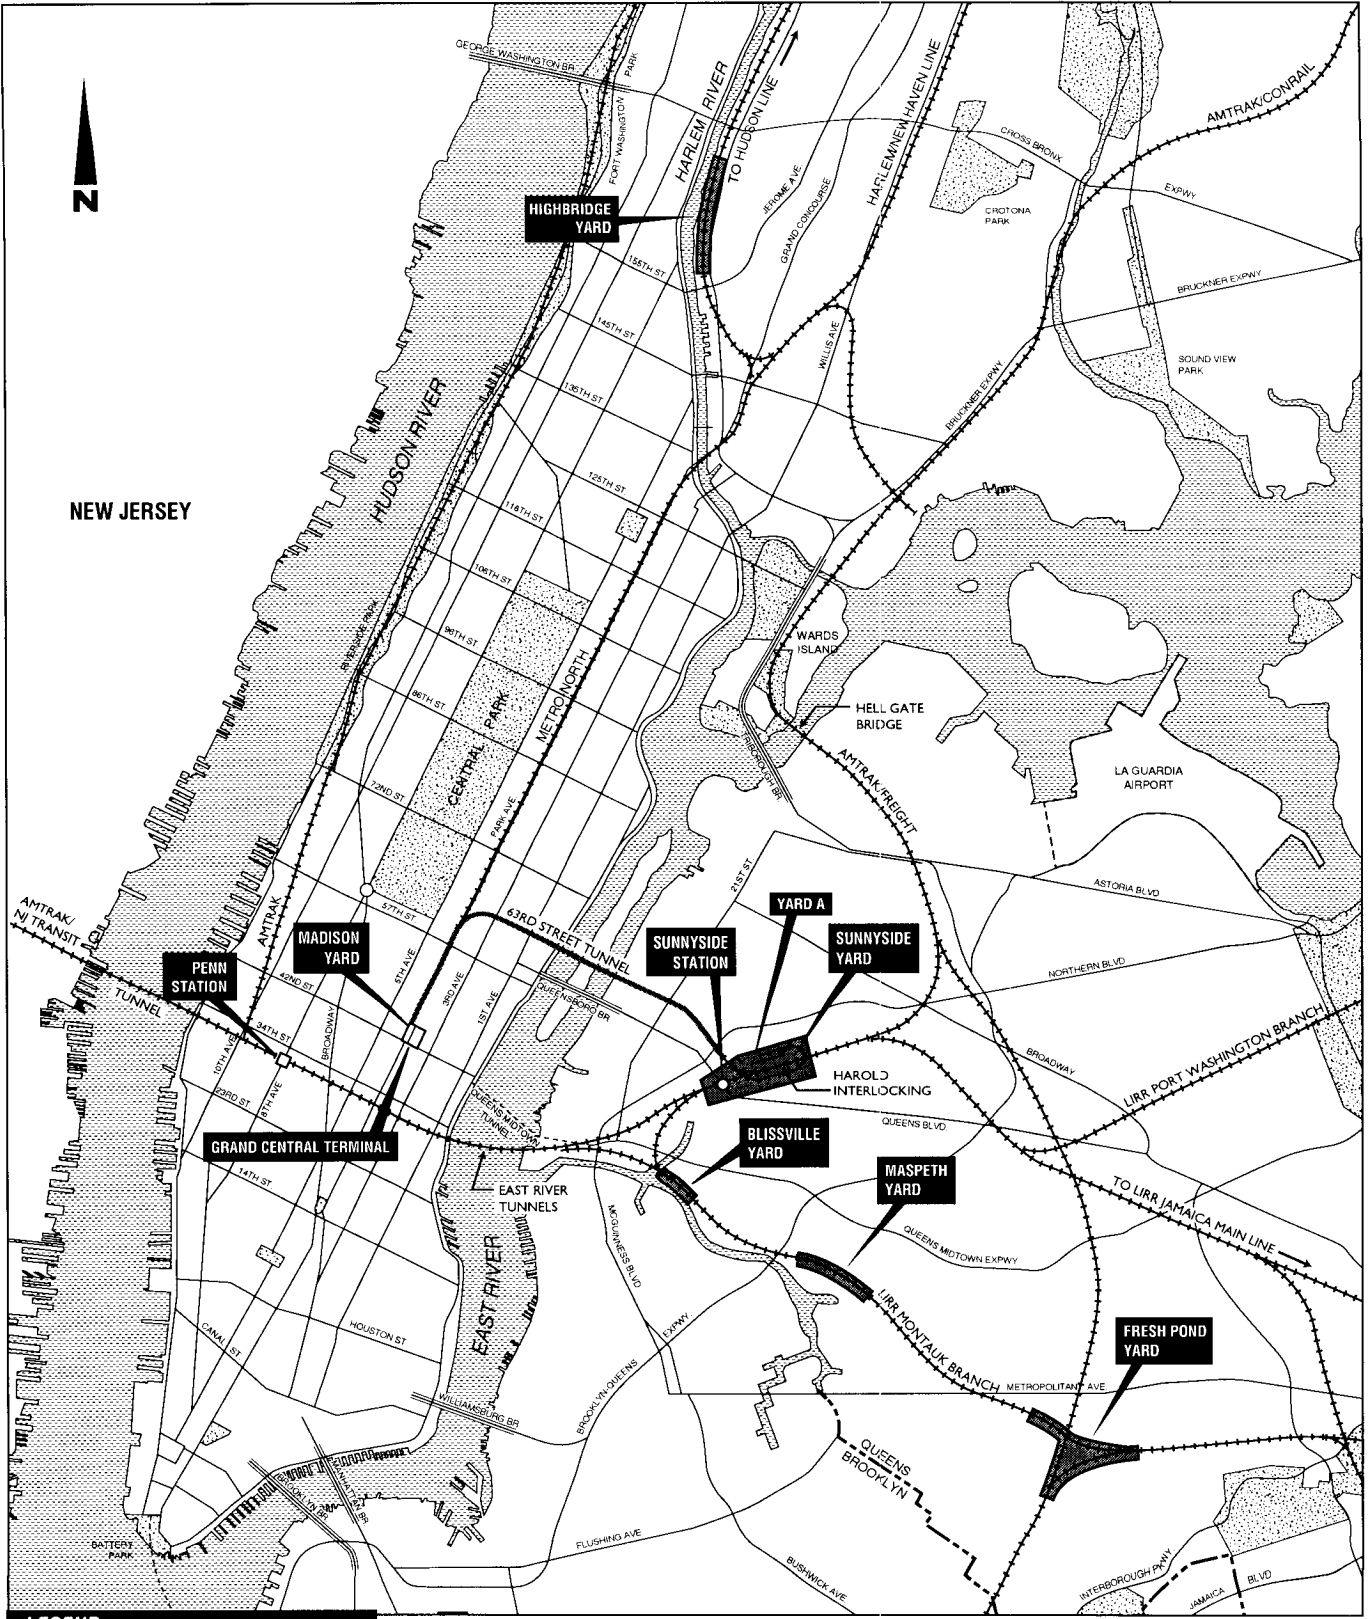 GEORGE WASHINGTON BR
PARK
FORT WASHINGTON
HARLEM RIVER
TO HUDSON LINE
HARLEM/NEW HAVEN LINE
AMTRAK/CONRAIL
CROSS BRONX
EXPWY
JEROME AVE
GRAND CONCOURSE
CROTONA
PARK
N
HIGHBRIDGE
YARD
155TH ST
BRUCKNER EXPWY
145TH ST
WILLIS AVE
SOUND VIEW
PARK
135TH ST
BRUCKNER EXPWY.
HUDSON RIVER
NEW JERSEY
125TH ST
116TH ST
106TH ST
RIVERSIDE PARK
96TH ST
WARDS
ISLAND
METRO NORTH
86TH ST
CENTRAL PARK
HELL GATE
BRIDGE
TRIBOROUGH BR.
AMTRAK/FREIGHT
LA GUARDIA
AIRPORT
72ND ST
PARK AVE
21ST ST.
ASTORIA BLVD
AMTRAK/
NJ TRANSIT
TUNNEL
AMTRAK
57TH ST
63RD STREET TUNNEL
YARD A
MADISON
YARD
SUNNYSIDE
STATION
SUNNYSIDE
YARD
PENN
STATION
5TH AVE
3RD AVE
1ST AVE
42ND ST
QUEENSBORO BR
NORTHERN BLVD
BROADWAY
34TH ST
10TH AVE
8TH AVE
23RD ST
BROADWAY
LIRR PORT WASHINGTON BRANCH
HAROLD
INTERLOCKING
QUEENS MIDTOWN
TUNNEL
QUEENS BLVD.
GRAND CENTRAL TERMINAL
BLISSVILLE
YARD
MASPETH
YARD
14TH ST
EAST RIVER
TUNNELS
TO LIRR JAMAICA MAIN LINE
MCGUINNESS BLVD
QUEENS MIDTOWN EXPWY
EAST RIVER
LIRR MONTAUK BRANCH
HOUSTON ST
CANAL ST.
EXPWY
BROOKLYN-QUEENS
FRESH POND
YARD
METROPOLITAN AVE
WILLIAMSBURG BR
QUEENS
BROOKLYN
MANHATTAN BR
BROOKLYN BR
BATTERY
PARK
FLUSHING AVE
BUSHWICK AVE
INTERBOROUGH PKWY
JAMAICA BLVD
LEGEND